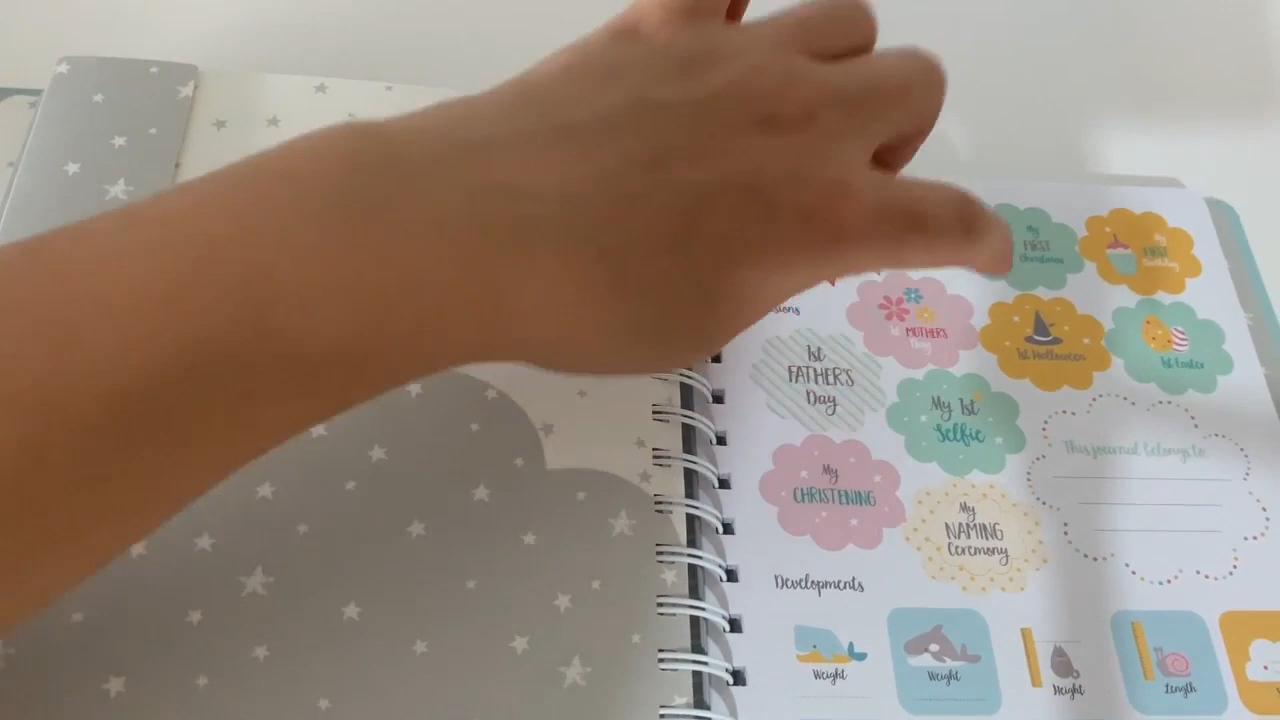 My
FIRST
Christmas
My
FIRST
Birthday
MOTHER'S
Day
1st Halloween
1st Easter
1st
FATHER'S
Day
My 1st
Selfie
This journal belongs to
My
CHRISTENING
My
NAMING
Ceremony
Developments
Weight
Weight
Height
Length